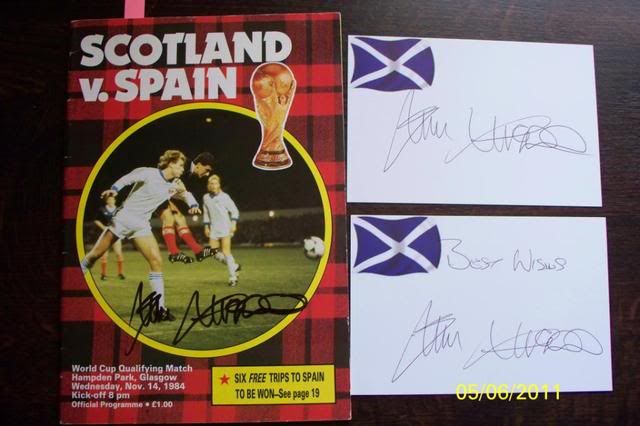 SCOTLAND
v. SPAIN
World Cup Qualifying Match
Hampden Park, Glasgow
Wednesday, Nov. 14, 1984
Kick-off 8 pm
Official Programme • £1.00
★ SIX FREE TRIPS TO SPAIN
TO BE WON—See page 19
Best Wishes
05/06/2011